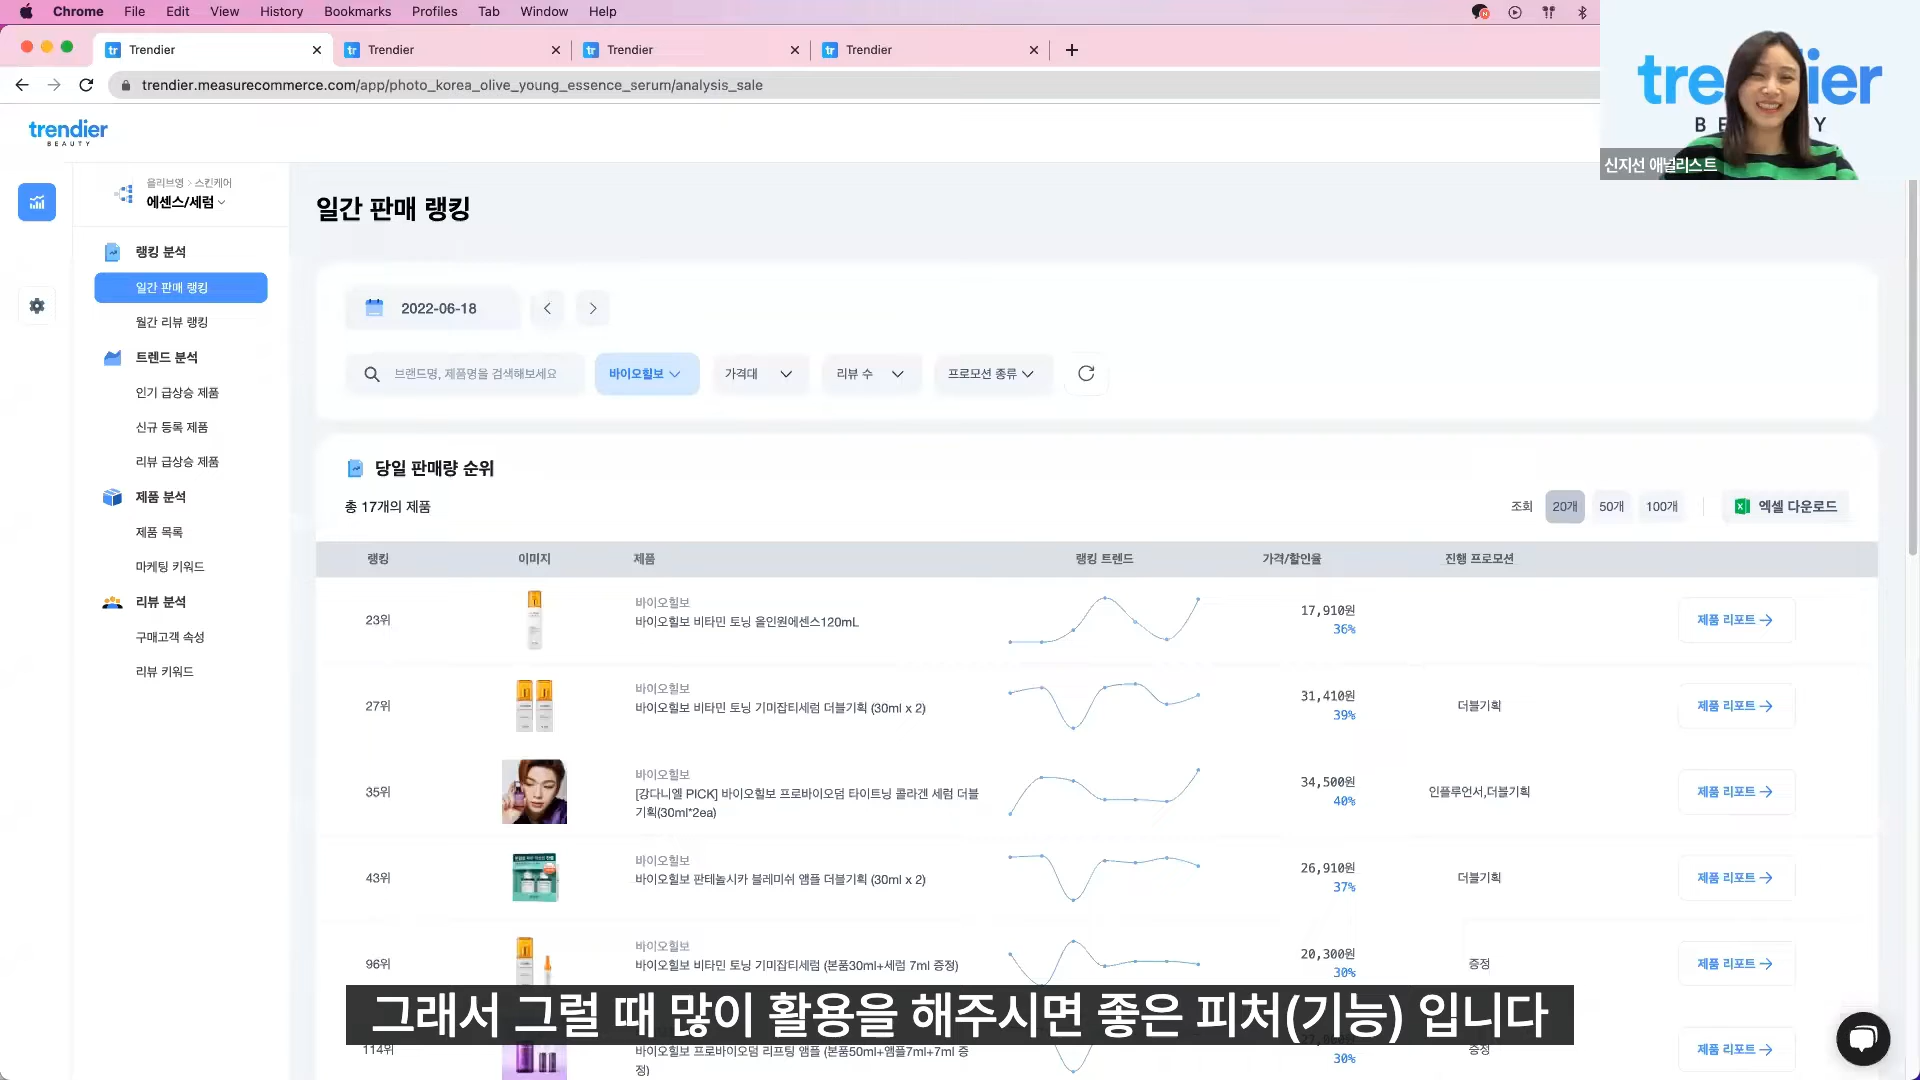 Chrome File Edit View History Bookmarks Profiles Tab Window Help
Trendier Trendier Trendier Trendier
trendier.measurecommerce.com/app/photo_korea_olive_young_essence_serum/analysis_sale
trendier
BEAUTY
신지선 애널리스트
올리브영 > 스킨케어
에센스/세럼
랭킹 분석
일간 판매 랭킹
월간 리뷰 랭킹
트렌드 분석
인기 급상승 제품
신규 등록 제품
리뷰 급상승 제품
제품 분석
제품 목록
마케팅 키워드
리뷰 분석
구매고객 속성
리뷰 키워드
일간 판매 랭킹
2022-06-18
브랜드명, 제품명을 검색해보세요 바이오힐보 가격대 리뷰 수 프로모션 종류
당일 판매량 순위
총 17개의 제품
조회 20개 50개 100개 엑셀 다운로드
랭킹 이미지 제품 랭킹 트렌드 가격/할인율 진행 프로모션
23위
바이오힐보
바이오힐보 비타민 토닝 올인원에센스120mL
17,910원
36%
제품 리포트
27위
바이오힐보
바이오힐보 비타민 토닝 기미잡티세럼 더블기획 (30ml x 2)
31,410원
39%
더블기획
제품 리포트
35위
바이오힐보
[강다니엘 PICK] 바이오힐보 프로바이오덤 타이트닝 콜라겐 세럼 더블
기획(30ml*2ea)
34,500원
40%
인플루언서,더블기획
제품 리포트
43위
바이오힐보
바이오힐보 판테놀시카 블레미쉬 앰플 더블기획 (30ml x 2)
26,910원
37%
더블기획
제품 리포트
96위
바이오힐보
바이오힐보 비타민 토닝 기미잡티세럼 (본품30ml+세럼 7ml 증정)
20,300원
30%
증정
제품 리포트
그래서 그럴 때 많이 활용을 해주시면 좋은 피처(기능) 입니다
114위
바이오힐보 프로바이오덤 리프팅 앰플 (본품50ml+앰플7ml+7ml 증
정)
30%
증정
제품 리포트